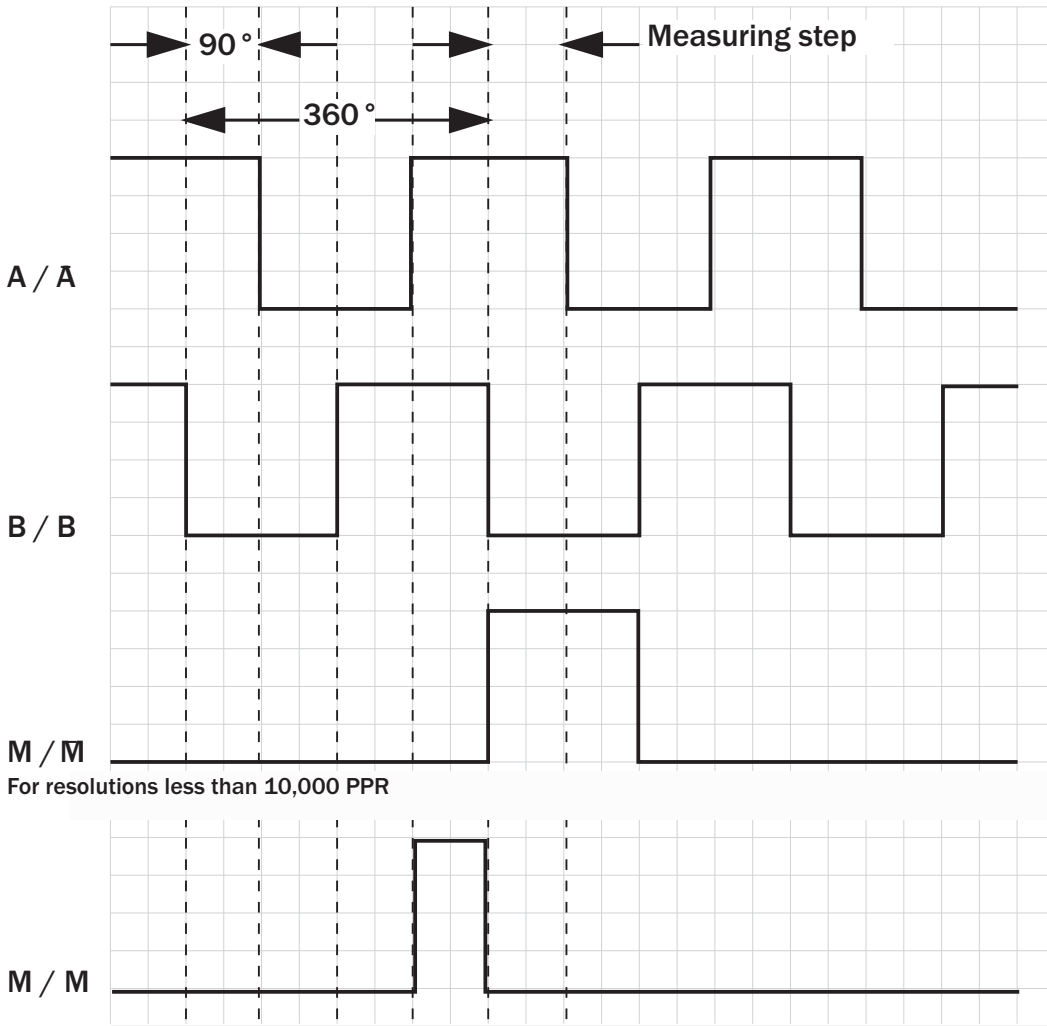 90°
Measuring step
360°
A / A̅
B / B
M / M̅
For resolutions less than 10,000 PPR
M / M